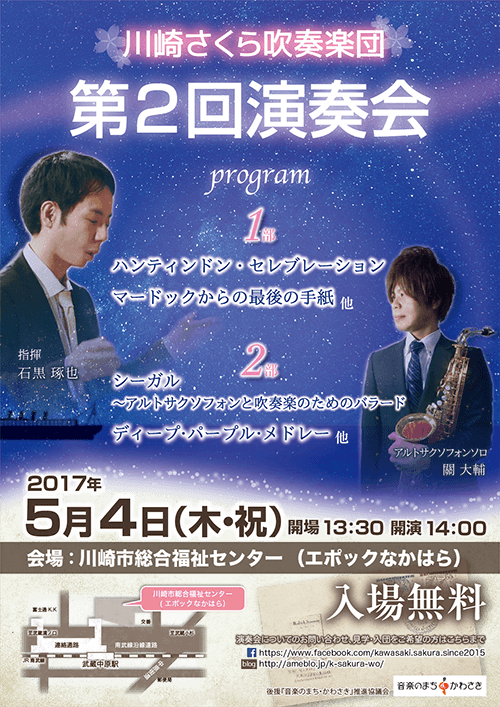 川崎さくら吹奏楽団
第2回演奏会
program
1部
ハンティンドン・セレブレーション
マードックからの最後の手紙 他
指揮
石黒 琢也
2部
シーガル
～アルトサクソフォンと吹奏楽のためのバラード
ディープ・パープル・メドレー 他
アルトサクソフォンソロ
關 大輔
2017年
5月4日(木・祝) 開場 13:30 開演 14:00
会場：川崎市総合福祉センター （エポックなかはら）
川崎市総合福祉センター
（エポックなかはら）
富士通 K.K
交番
連絡通路
南武線沿線道路
JR 南武線
武蔵中原駅
郵便局
入場無料
演奏会についてのお問い合わせ、見学・入団をご希望の方はこちらまで
f https://www.facebook.com/kawasaki.sakura.since2015
blog http://ameblo.jp/k-sakura-wo/
後援『音楽のまち・かわさき』推進協議会
音楽のまち かわさき